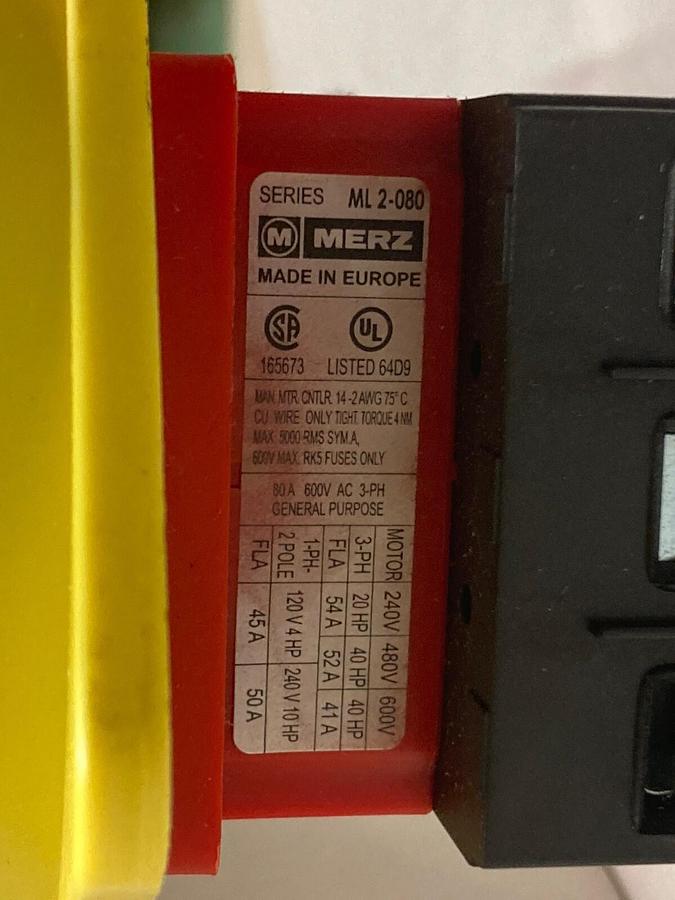 SERIES ML 2-080
M MERZ
MADE IN EUROPE
SA UL
165673 LISTED 64D9
MAN. MTR. CNTLR. 14 -2 AWG 75° C
CU WIRE ONLY TIGHT. TORQUE 4 NM
MAX. 5000 RMS SYM.A,
600V MAX. RK5 FUSES ONLY
80 A 600V AC 3-PH
GENERAL PURPOSE
MOTOR 240V 480V 600V
3-PH 20 HP 40 HP 40 HP
FLA 54 A 52 A 41 A
1-PH-
2 POLE 120 V 4 HP 240 V 10 HP
FLA 45 A 50 A